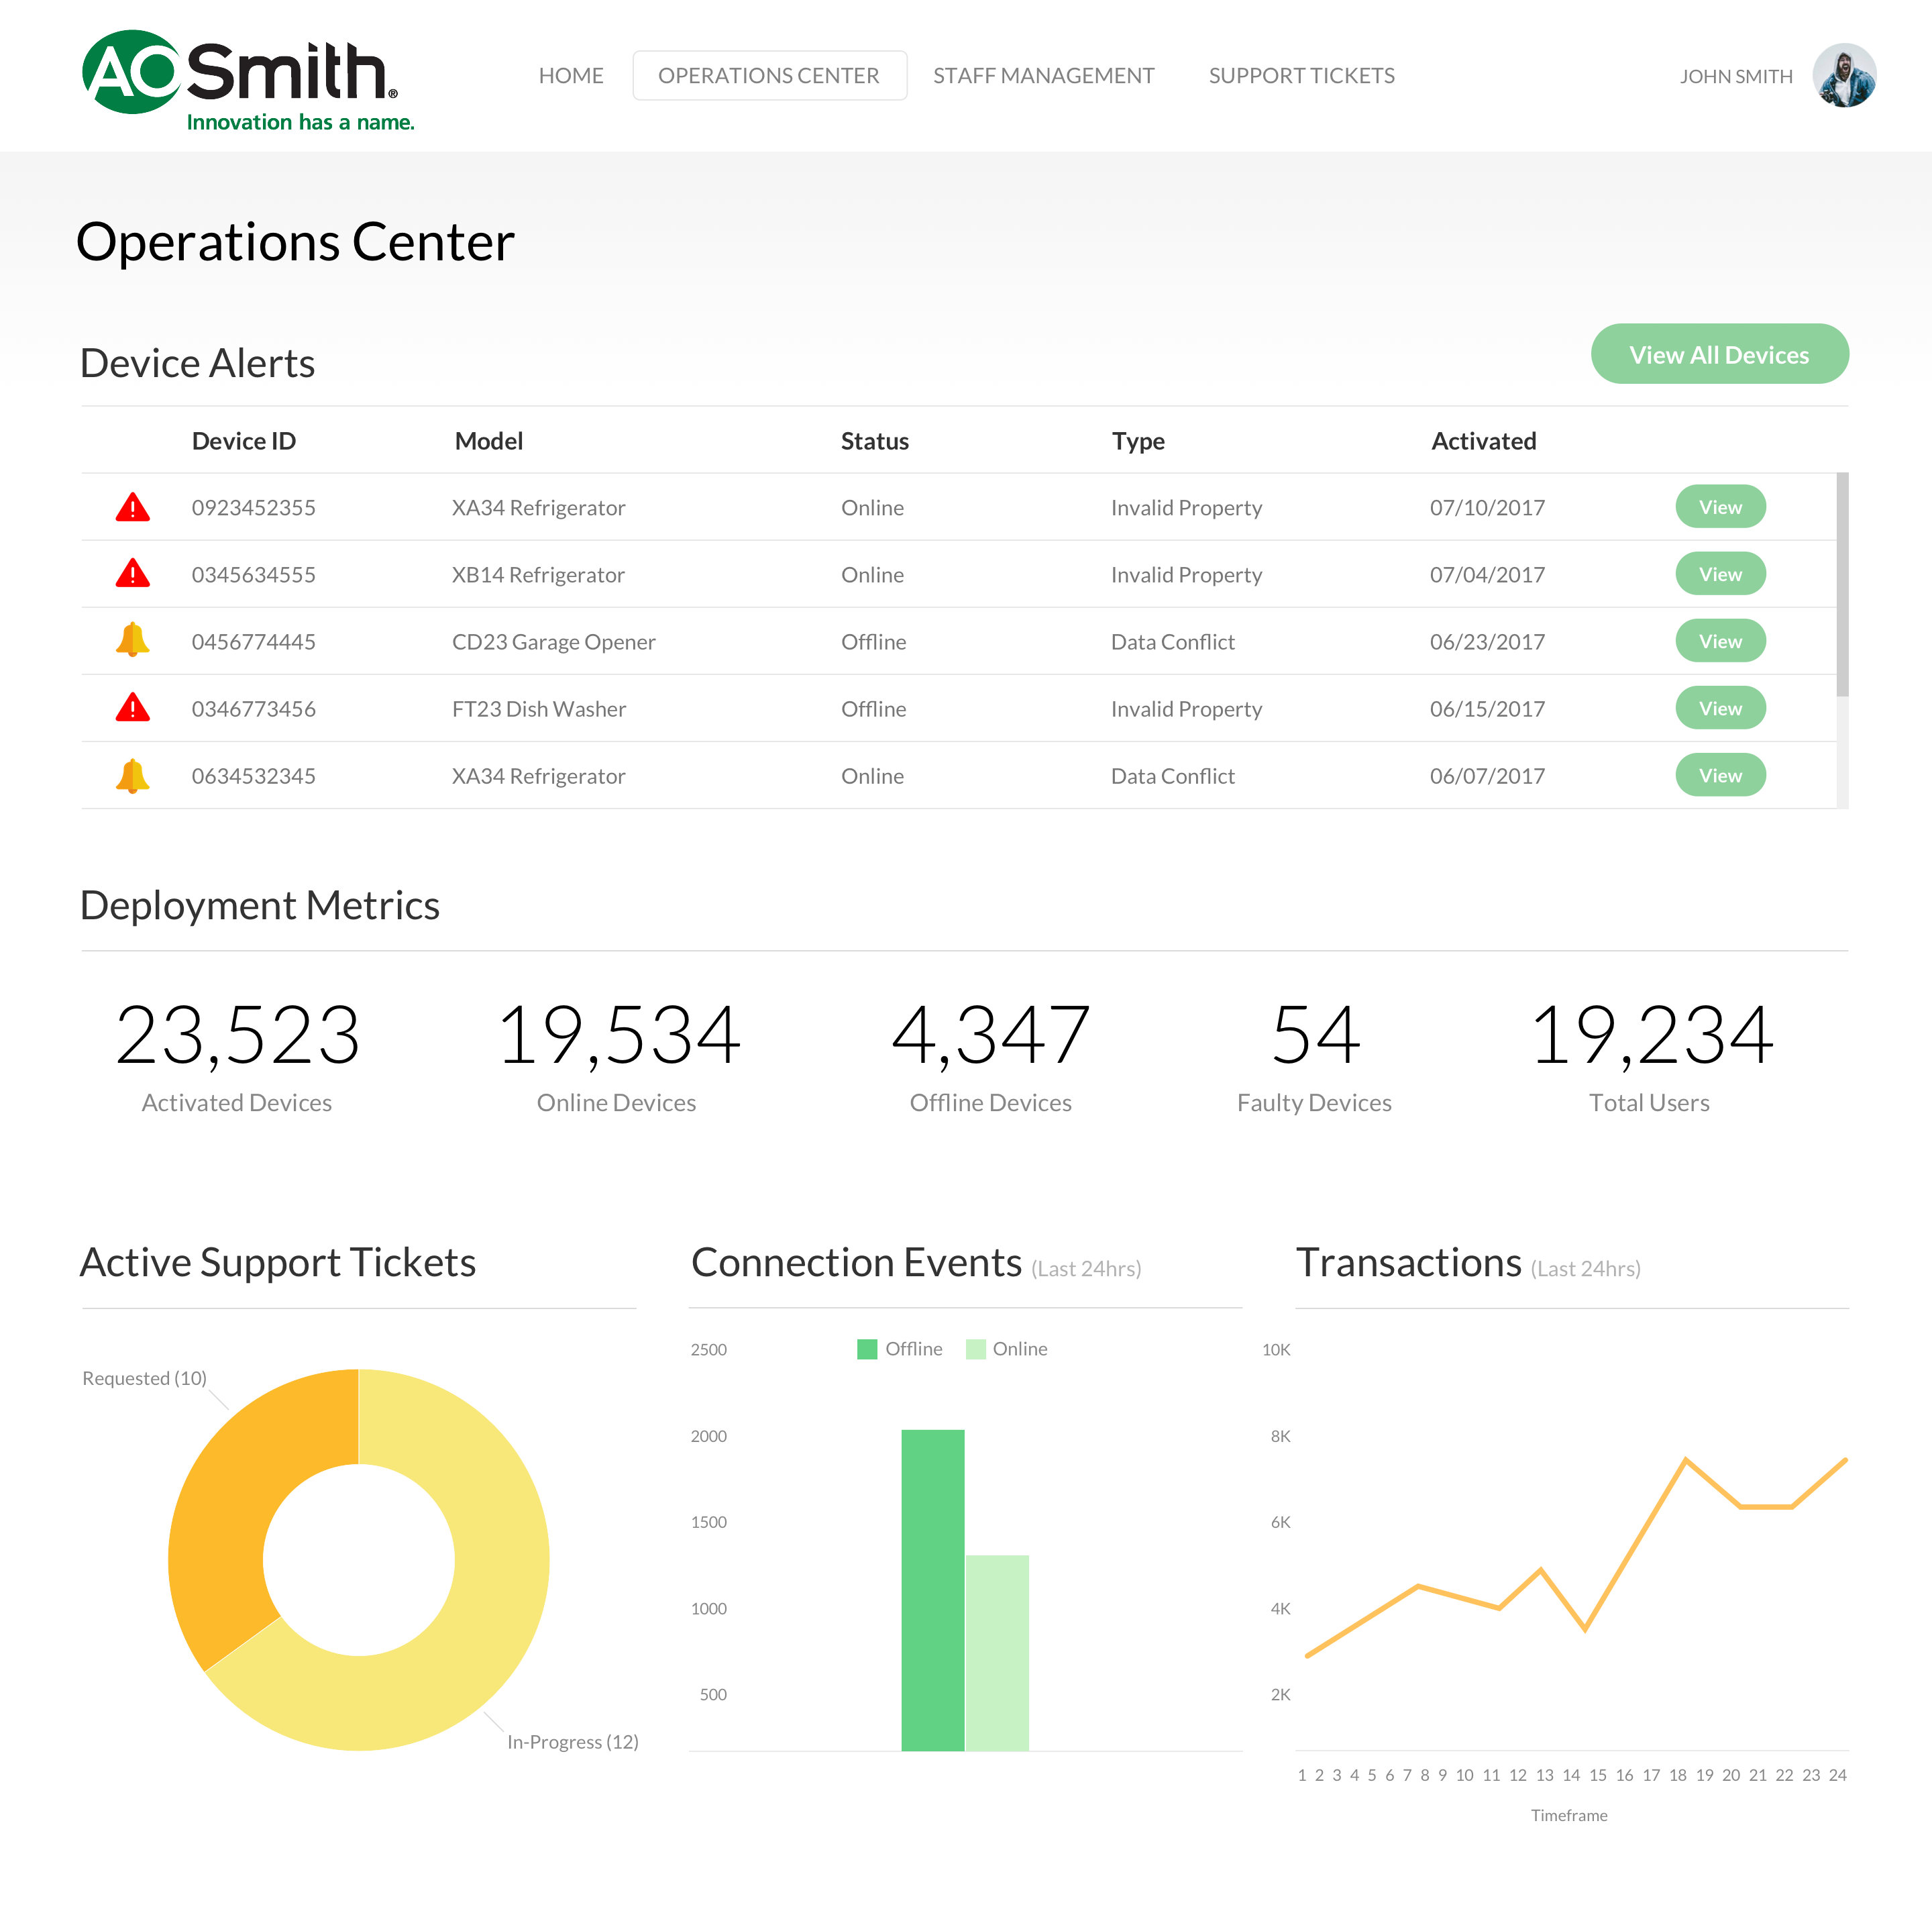 AO Smith®
Innovation has a name.
HOME OPERATIONS CENTER STAFF MANAGEMENT SUPPORT TICKETS JOHN SMITH
Operations Center
Device Alerts View All Devices
Device ID Model Status Type Activated
0923452355 XA34 Refrigerator Online Invalid Property 07/10/2017 View
0345634555 XB14 Refrigerator Online Invalid Property 07/04/2017 View
0456774445 CD23 Garage Opener Offline Data Conflict 06/23/2017 View
0346773456 FT23 Dish Washer Offline Invalid Property 06/15/2017 View
0634532345 XA34 Refrigerator Online Data Conflict 06/07/2017 View
Deployment Metrics
23,523 19,534 4,347 54 19,234
Activated Devices Online Devices Offline Devices Faulty Devices Total Users
Active Support Tickets
Requested (10)
In-Progress (12)
Connection Events (Last 24hrs)
Offline Online
2500
2000
1500
1000
500
Transactions (Last 24hrs)
10K
8K
6K
4K
2K
1 2 3 4 5 6 7 8 9 10 11 12 13 14 15 16 17 18 19 20 21 22 23 24
Timeframe